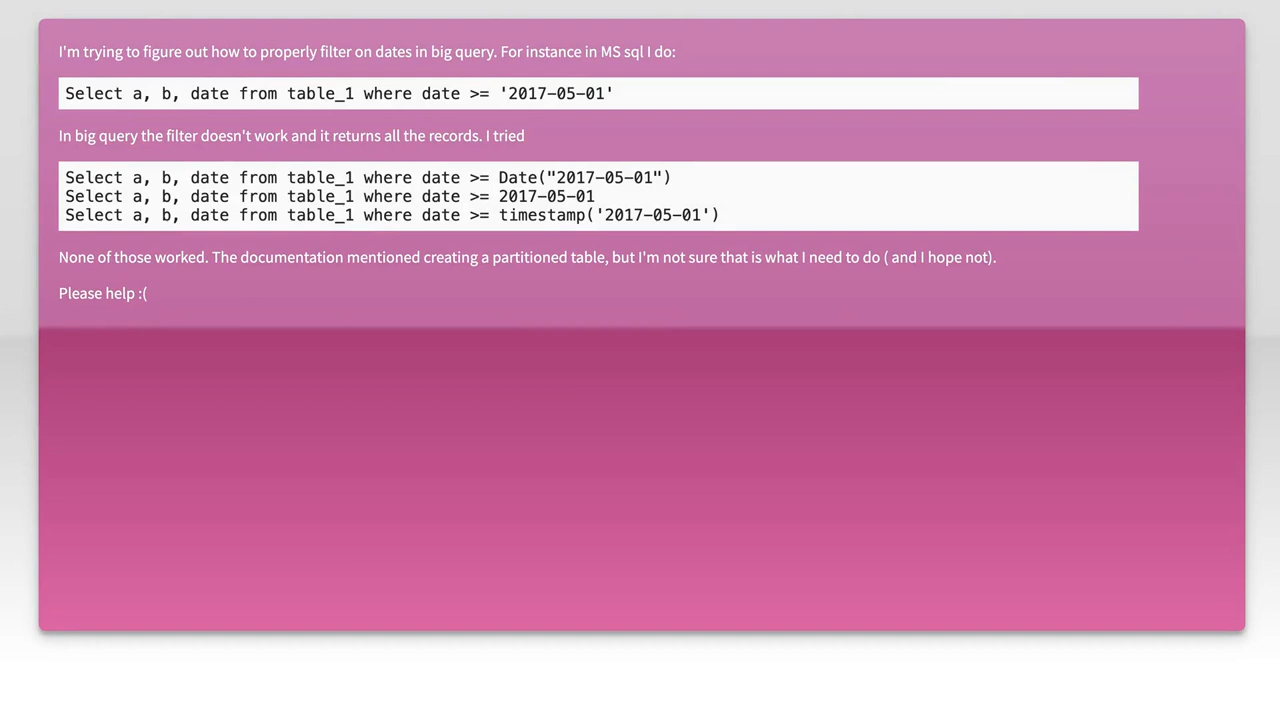 I'm trying to figure out how to properly filter on dates in big query. For instance in MS sql I do:
Select a, b, date from table_1 where date >= '2017-05-01'
In big query the filter doesn't work and it returns all the records. I tried
Select a, b, date from table_1 where date >= Date("2017-05-01")
Select a, b, date from table_1 where date >= 2017-05-01
Select a, b, date from table_1 where date >= timestamp('2017-05-01')
None of those worked. The documentation mentioned creating a partitioned table, but I'm not sure that is what I need to do ( and I hope not).
Please help :(